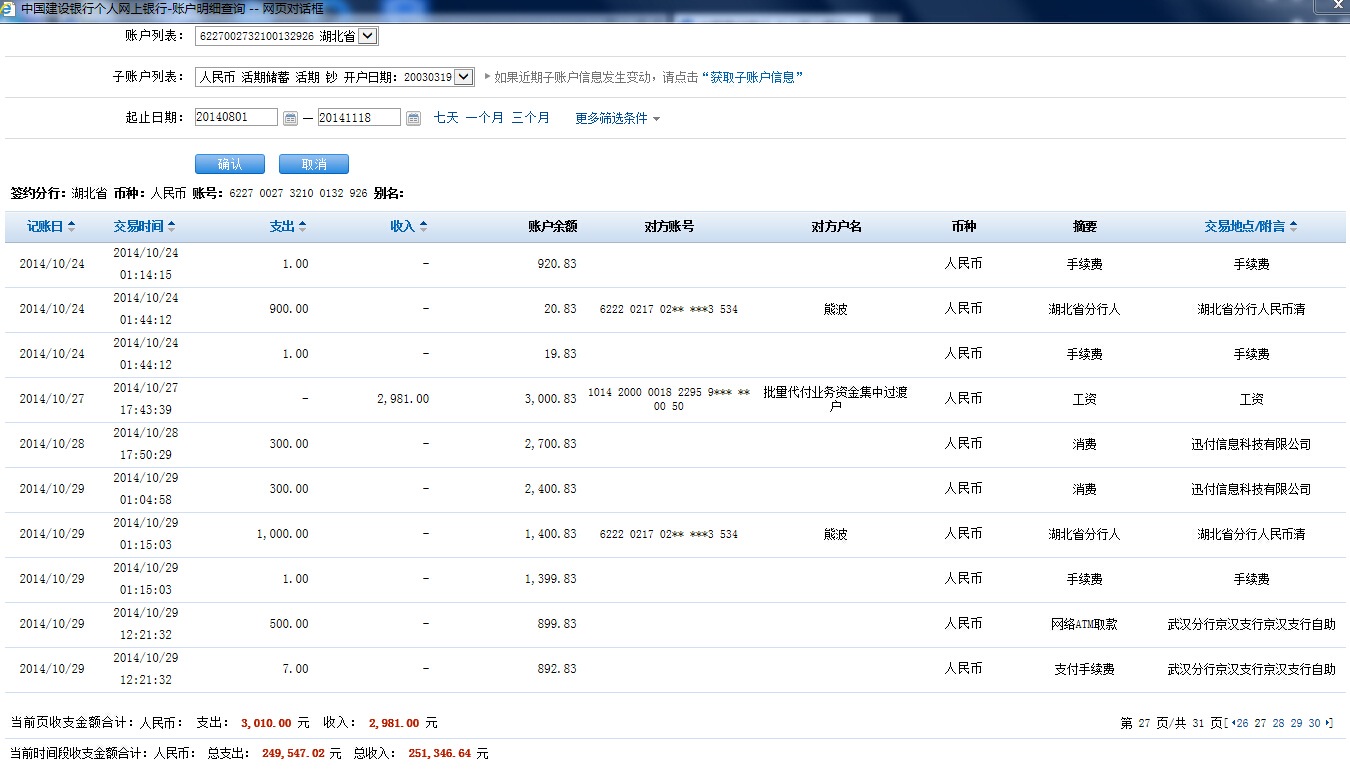 中国建设银行个人网上银行-账户明细查询 -- 网页对话框
账户列表: 6227002732100132926 湖北省
子账户列表: 人民币 活期储蓄 活期 钞 开户日期: 20030319 如果近期子账户信息发生变动，请点击“获取子账户信息”
起止日期: 20140801 — 20141118 七天 一个月 三个月 更多筛选条件
确认 取消
签约分行: 湖北省 币种: 人民币 账号: 6227 0027 3210 0132 926 别名:
记账日 交易时间 支出 收入 账户余额 对方账号 对方户名 币种 摘要 交易地点/附言
2014/10/24 2014/10/24 01:14:15 1.00 - 920.83 人民币 手续费 手续费
2014/10/24 2014/10/24 01:44:12 900.00 - 20.83 6222 0217 02** ***3 534 熊波 人民币 湖北省分行人 湖北省分行人民币清
2014/10/24 2014/10/24 01:44:12 1.00 - 19.83 人民币 手续费 手续费
2014/10/27 2014/10/27 17:43:39 - 2,981.00 3,000.83 1014 2000 0018 2295 9*** **00 50 批量代付业务资金集中过渡户 人民币 工资 工资
2014/10/28 2014/10/28 17:50:29 300.00 - 2,700.83 人民币 消费 迅付信息科技有限公司
2014/10/29 2014/10/29 01:04:58 300.00 - 2,400.83 人民币 消费 迅付信息科技有限公司
2014/10/29 2014/10/29 01:15:03 1,000.00 - 1,400.83 6222 0217 02** ***3 534 熊波 人民币 湖北省分行人 湖北省分行人民币清
2014/10/29 2014/10/29 01:15:03 1.00 - 1,399.83 人民币 手续费 手续费
2014/10/29 2014/10/29 12:21:32 500.00 - 899.83 人民币 网络ATM取款 武汉分行京汉支行京汉支行自助
2014/10/29 2014/10/29 12:21:32 7.00 - 892.83 人民币 支付手续费 武汉分行京汉支行京汉支行自助
当前页收支金额合计: 人民币: 支出: 3,010.00 元 收入: 2,981.00 元 第 27 页/共 31 页[ 26 27 28 29 30 ]
当前时间段收支金额合计: 人民币: 总支出: 249,547.02 元 总收入: 251,346.64 元